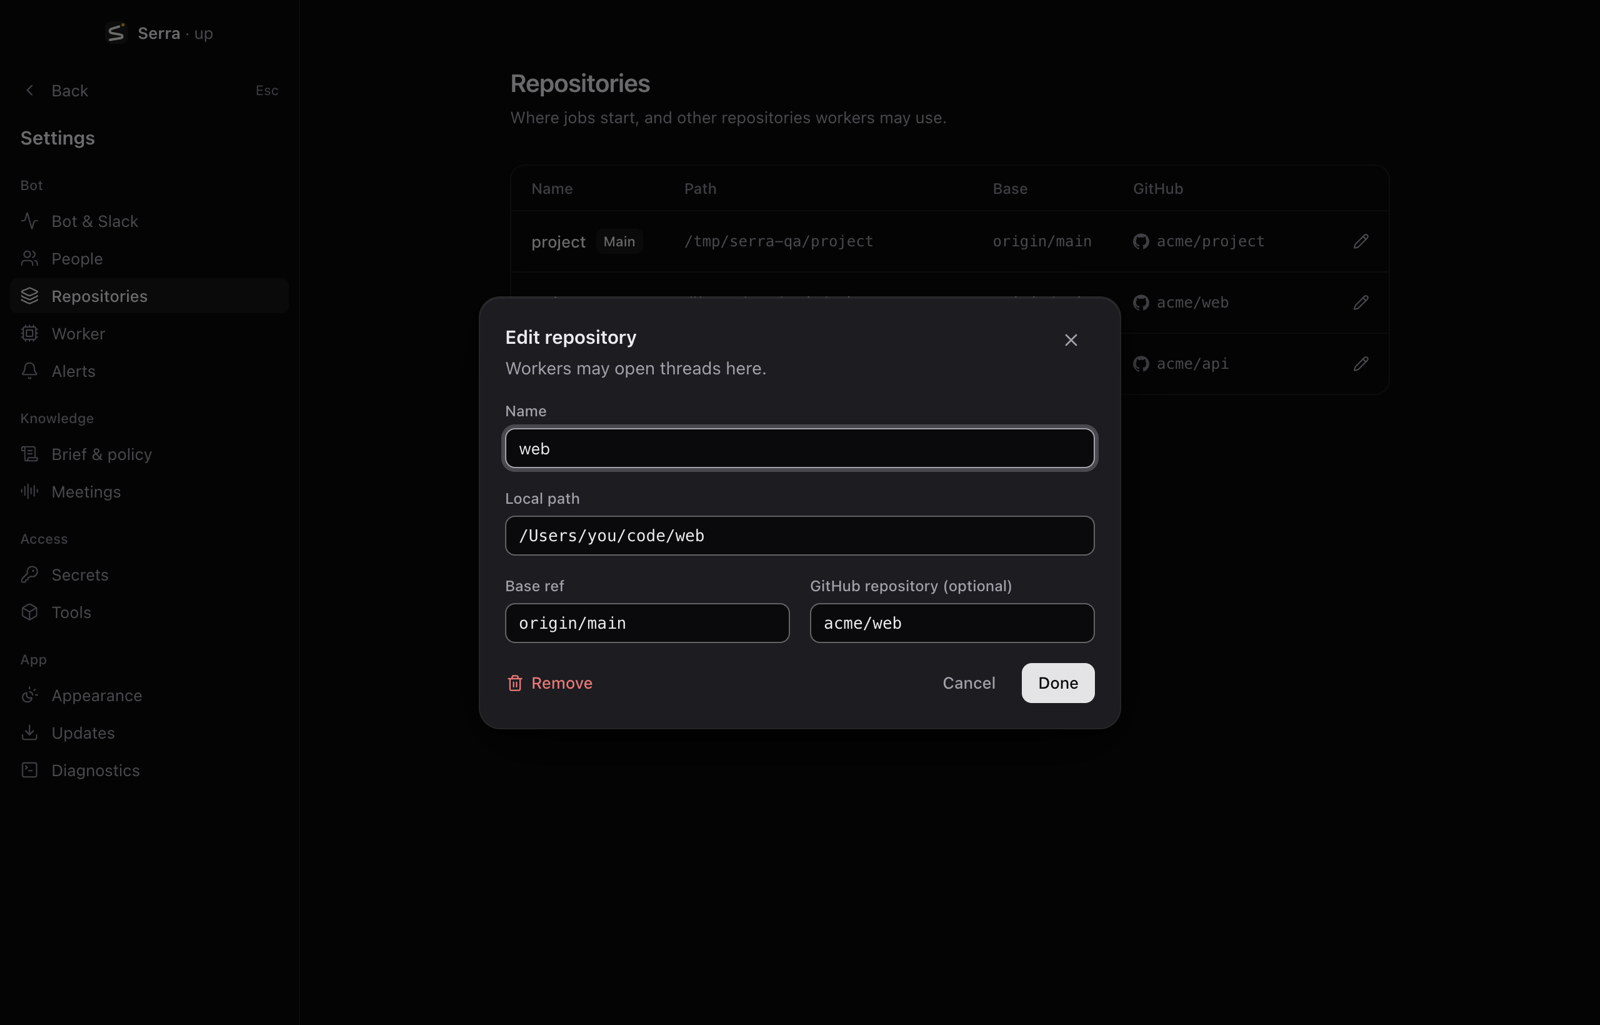 Serra · up
Back Esc
Settings
Bot
Bot & Slack
People
Repositories
Worker
Alerts
Knowledge
Brief & policy
Meetings
Access
Secrets
Tools
App
Appearance
Updates
Diagnostics
Repositories
Where jobs start, and other repositories workers may use.
Name Path Base GitHub
project Main /tmp/serra-qa/project origin/main acme/project
acme/web
acme/api
Edit repository
Workers may open threads here.
Name
web
Local path
/Users/you/code/web
Base ref GitHub repository (optional)
origin/main acme/web
Remove Cancel Done